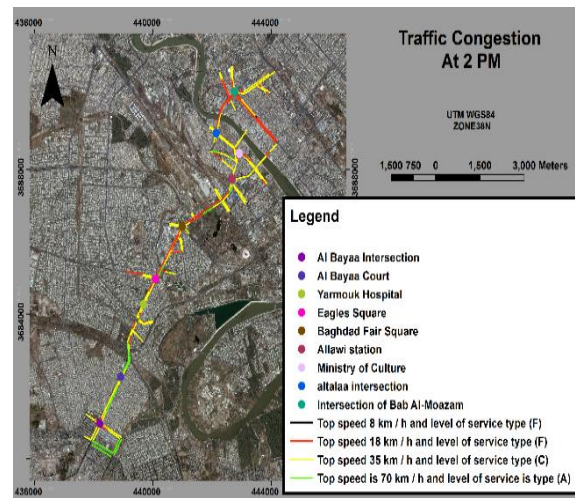 436000 440000 444000
Traffic Congestion
At 2 PM
N
UTM WGS84
ZONE38N
1,500 750 0 1,500 3,000 Meters
3688000 3688000
3684000
Legend
Al Bayaa Intersection
Al Bayaa Court
Yarmouk Hospital
Eagles Square
Baghdad Fair Square
Allawi station
Ministry of Culture
altalaa intersection
Intersection of Bab Al-Moazam
Top speed 8 km / h and level of service type (F)
Top speed 18 km / h and level of service type (F)
Top speed 35 km / h and level of service type (C)
Top speed is 70 km / h and level of service is type (A)
436000 440000 444000